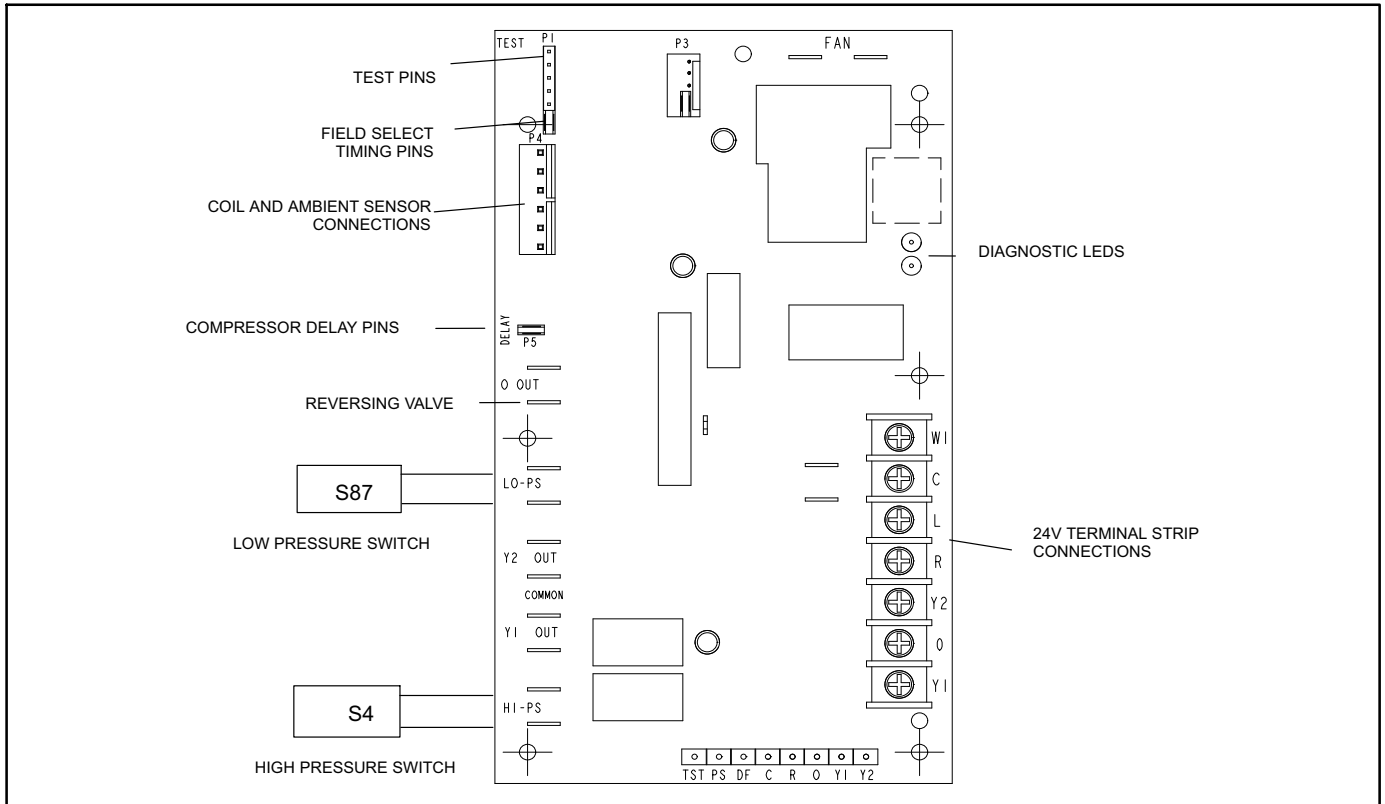 TEST P1
P3
FAN
TEST PINS
FIELD SELECT
TIMING PINS
P4
COIL AND AMBIENT SENSOR
CONNECTIONS
DIAGNOSTIC LEDS
COMPRESSOR DELAY PINS
DELAY
P5
O OUT
REVERSING VALVE
W1
C
L
R
Y2
O
Y1
24V TERMINAL STRIP
CONNECTIONS
S87
LO-PS
LOW PRESSURE SWITCH
Y2 OUT
COMMON
Y1 OUT
S4
HI-PS
HIGH PRESSURE SWITCH
TST PS DF C R O Y1 Y2